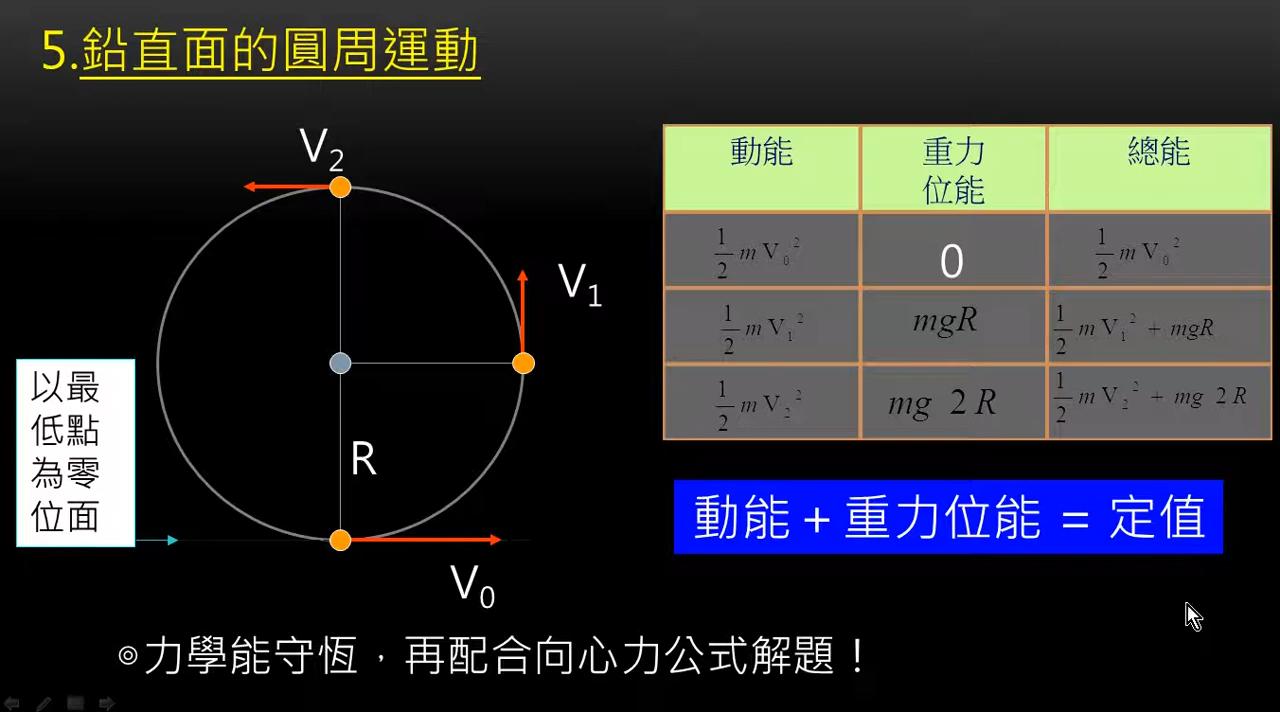 5.鉛直面的圓周運動
V₂
V₁
以最
低點
為零
位面
R
V₀
動能 重力位能 總能
½ m V₀² 0 ½ m V₀²
½ m V₁² mgR ½ m V₁² + mgR
½ m V₂² mg 2 R ½ m V₂² + mg 2 R
動能+重力位能 = 定值
◎力學能守恆,再配合向心力公式解題!